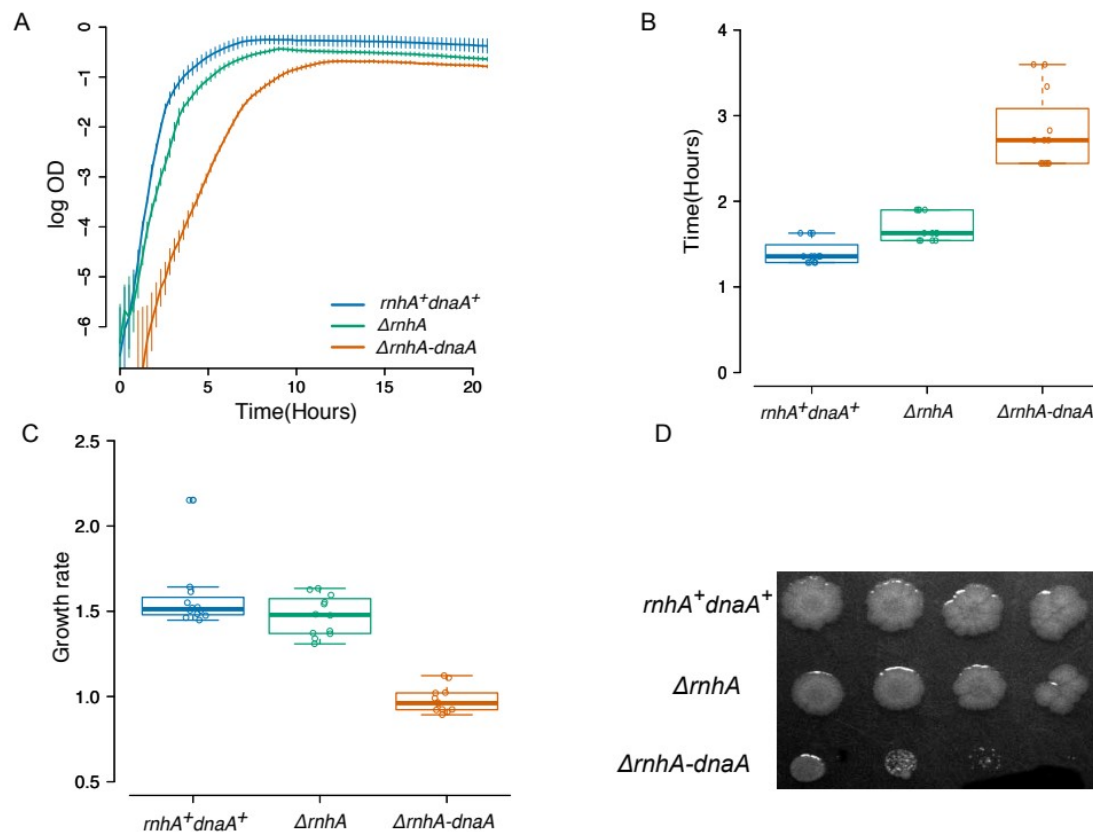 A
0
−1
−2
−3
−4
−5
−6
log OD
rnhA⁺dnaA⁺
ΔrnhA
ΔrnhA-dnaA
0 5 10 15 20
Time(Hours)
B
4
3
2
1
0
Time(Hours)
rnhA⁺dnaA⁺ ΔrnhA ΔrnhA-dnaA
C
2.5
2.0
1.5
1.0
0.5
Growth rate
rnhA⁺dnaA⁺ ΔrnhA ΔrnhA-dnaA
D
rnhA⁺dnaA⁺
ΔrnhA
ΔrnhA-dnaA